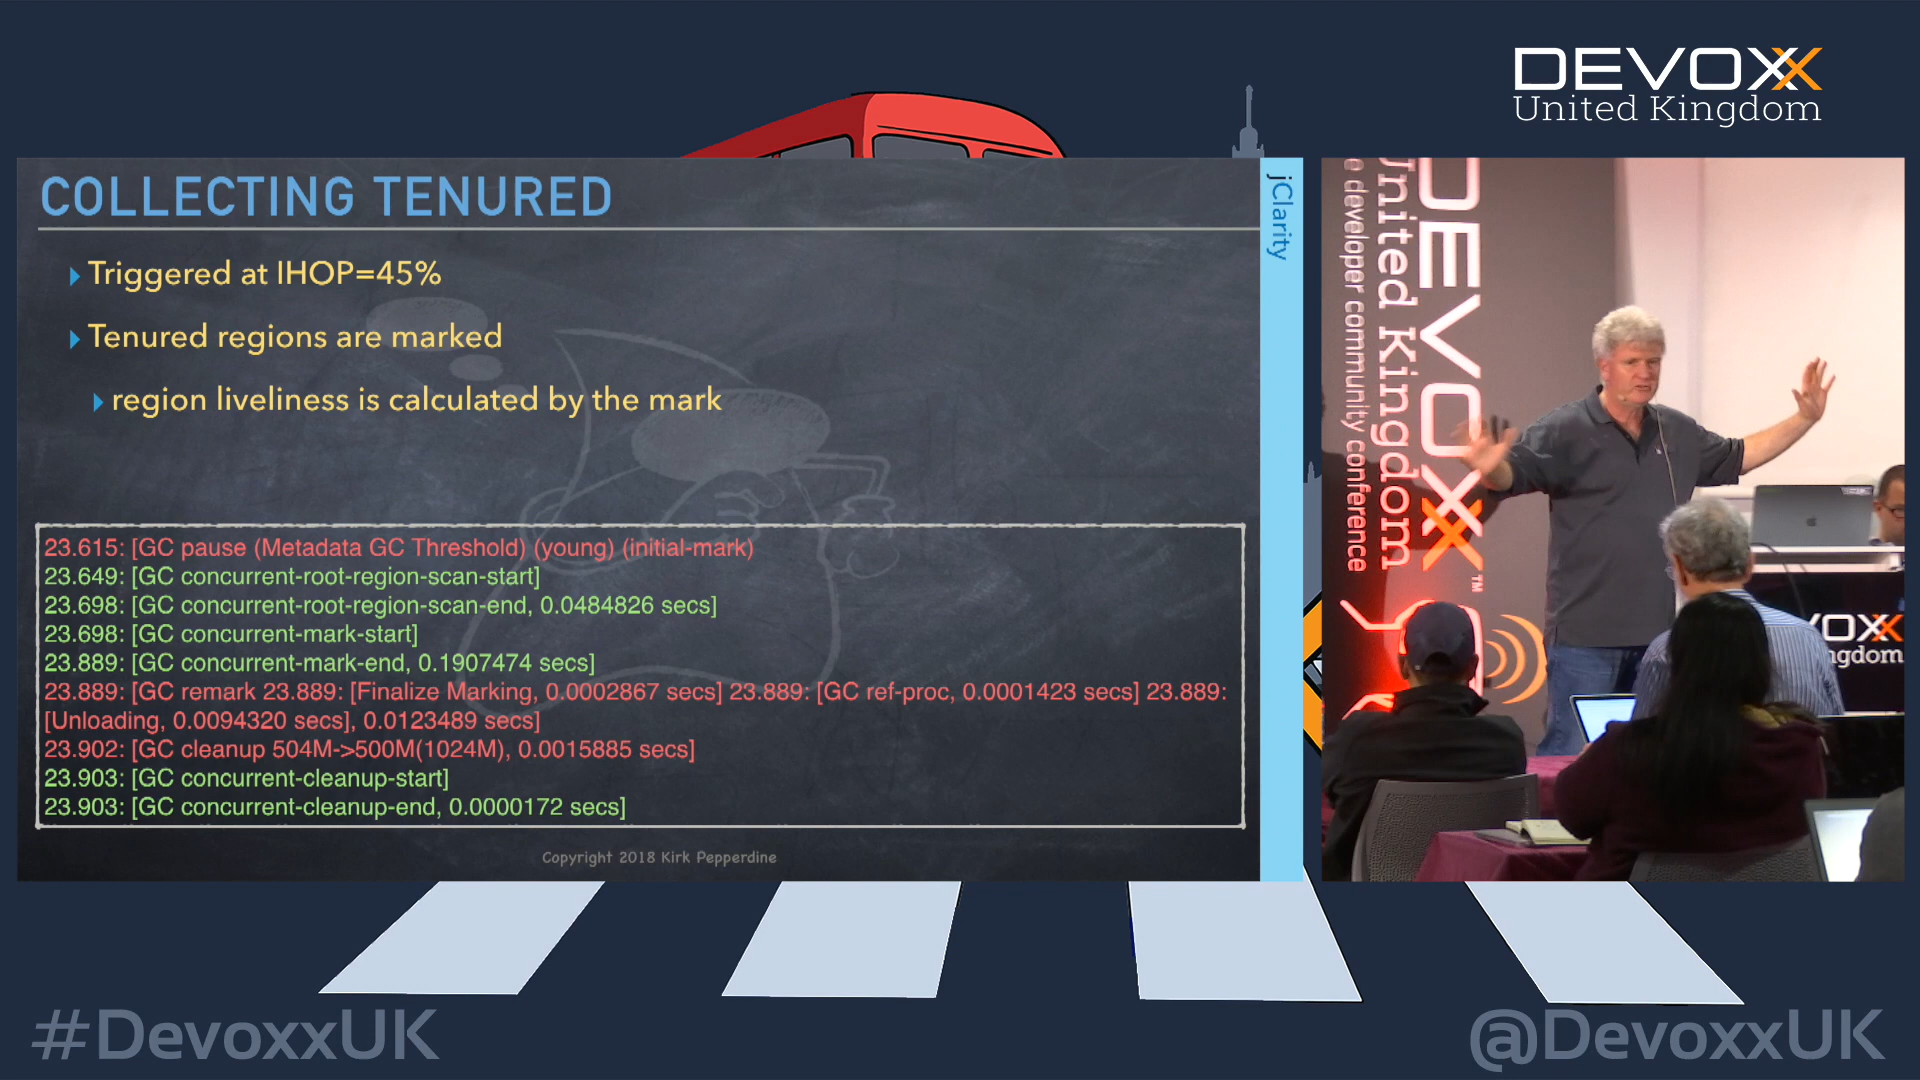 DEVOXX
United Kingdom
COLLECTING TENURED
jClarity
Triggered at IHOP=45%
Tenured regions are marked
region liveliness is calculated by the mark
23.615: [GC pause (Metadata GC Threshold) (young) (initial-mark)
23.649: [GC concurrent-root-region-scan-start]
23.698: [GC concurrent-root-region-scan-end, 0.0484826 secs]
23.698: [GC concurrent-mark-start]
23.889: [GC concurrent-mark-end, 0.1907474 secs]
23.889: [GC remark 23.889: [Finalize Marking, 0.0002867 secs] 23.889: [GC ref-proc, 0.0001423 secs] 23.889:
[Unloading, 0.0094320 secs], 0.0123489 secs]
23.902: [GC cleanup 504M->500M(1024M), 0.0015885 secs]
23.903: [GC concurrent-cleanup-start]
23.903: [GC concurrent-cleanup-end, 0.0000172 secs]
Copyright 2018 Kirk Pepperdine
DEVOXX™
United Kingdom
e developer community conference
VOXX
ngdom
#DevoxxUK
@DevoxxUK